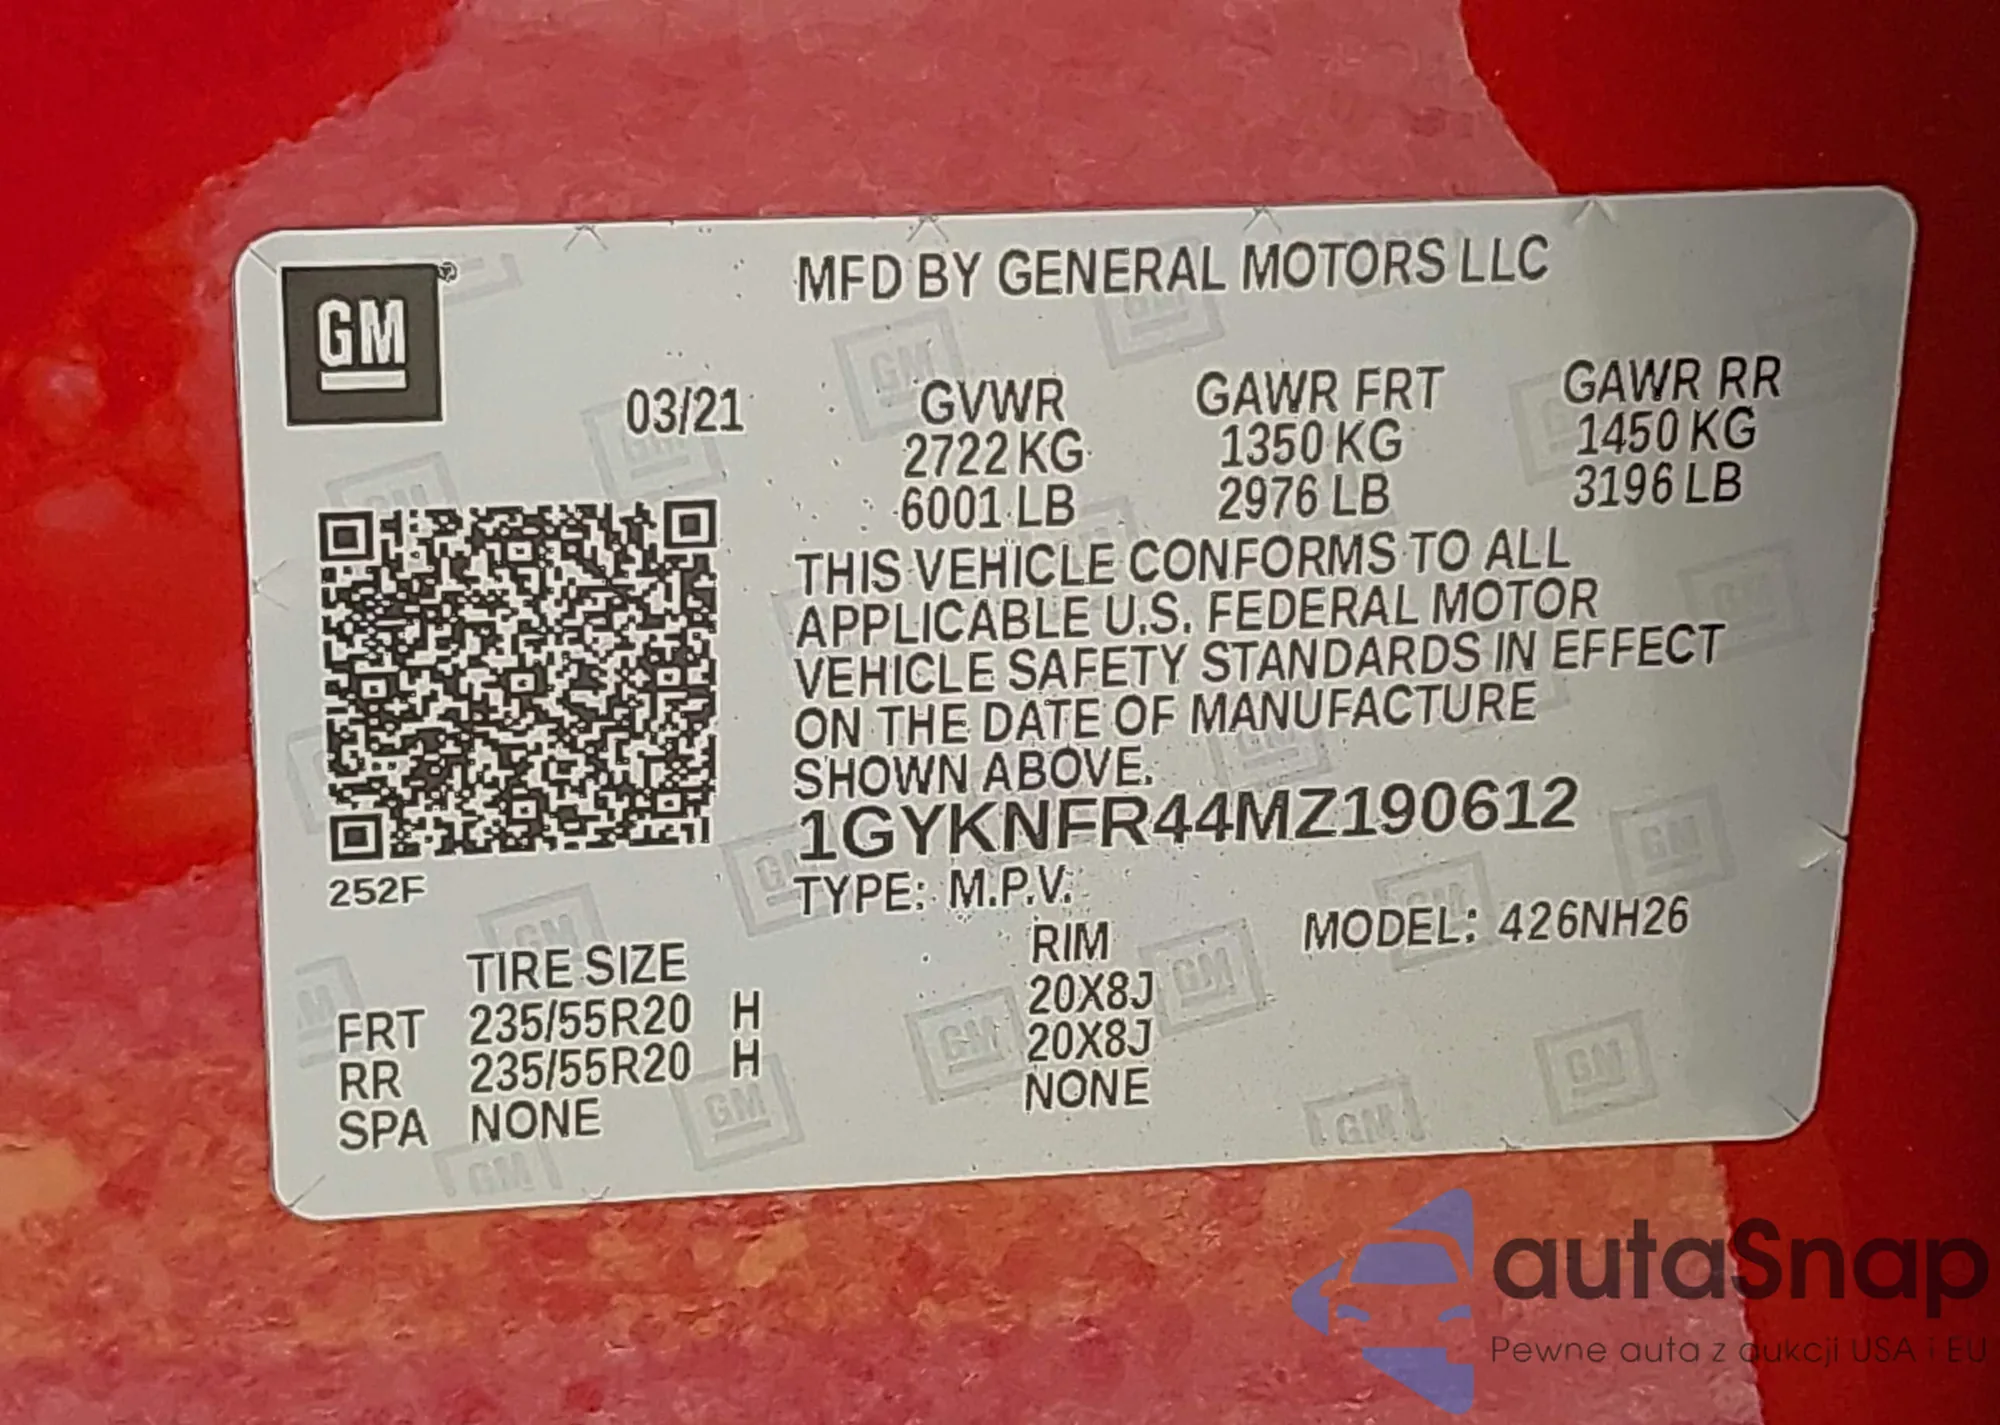 GM
MFD BY GENERAL MOTORS LLC
03/21
GVWR GAWR FRT GAWR RR
2722 KG 1350 KG 1450 KG
6001 LB 2976 LB 3196 LB
THIS VEHICLE CONFORMS TO ALL
APPLICABLE U.S. FEDERAL MOTOR
VEHICLE SAFETY STANDARDS IN EFFECT
ON THE DATE OF MANUFACTURE
SHOWN ABOVE.
1GYKNFR44MZ190612
252F
TYPE: M.P.V.
MODEL: 426NH26
TIRE SIZE RIM
FRT 235/55R20 H 20X8J
RR 235/55R20 H 20X8J
SPA NONE NONE
autaSnap
Pewne auta z aukcji USA i EU